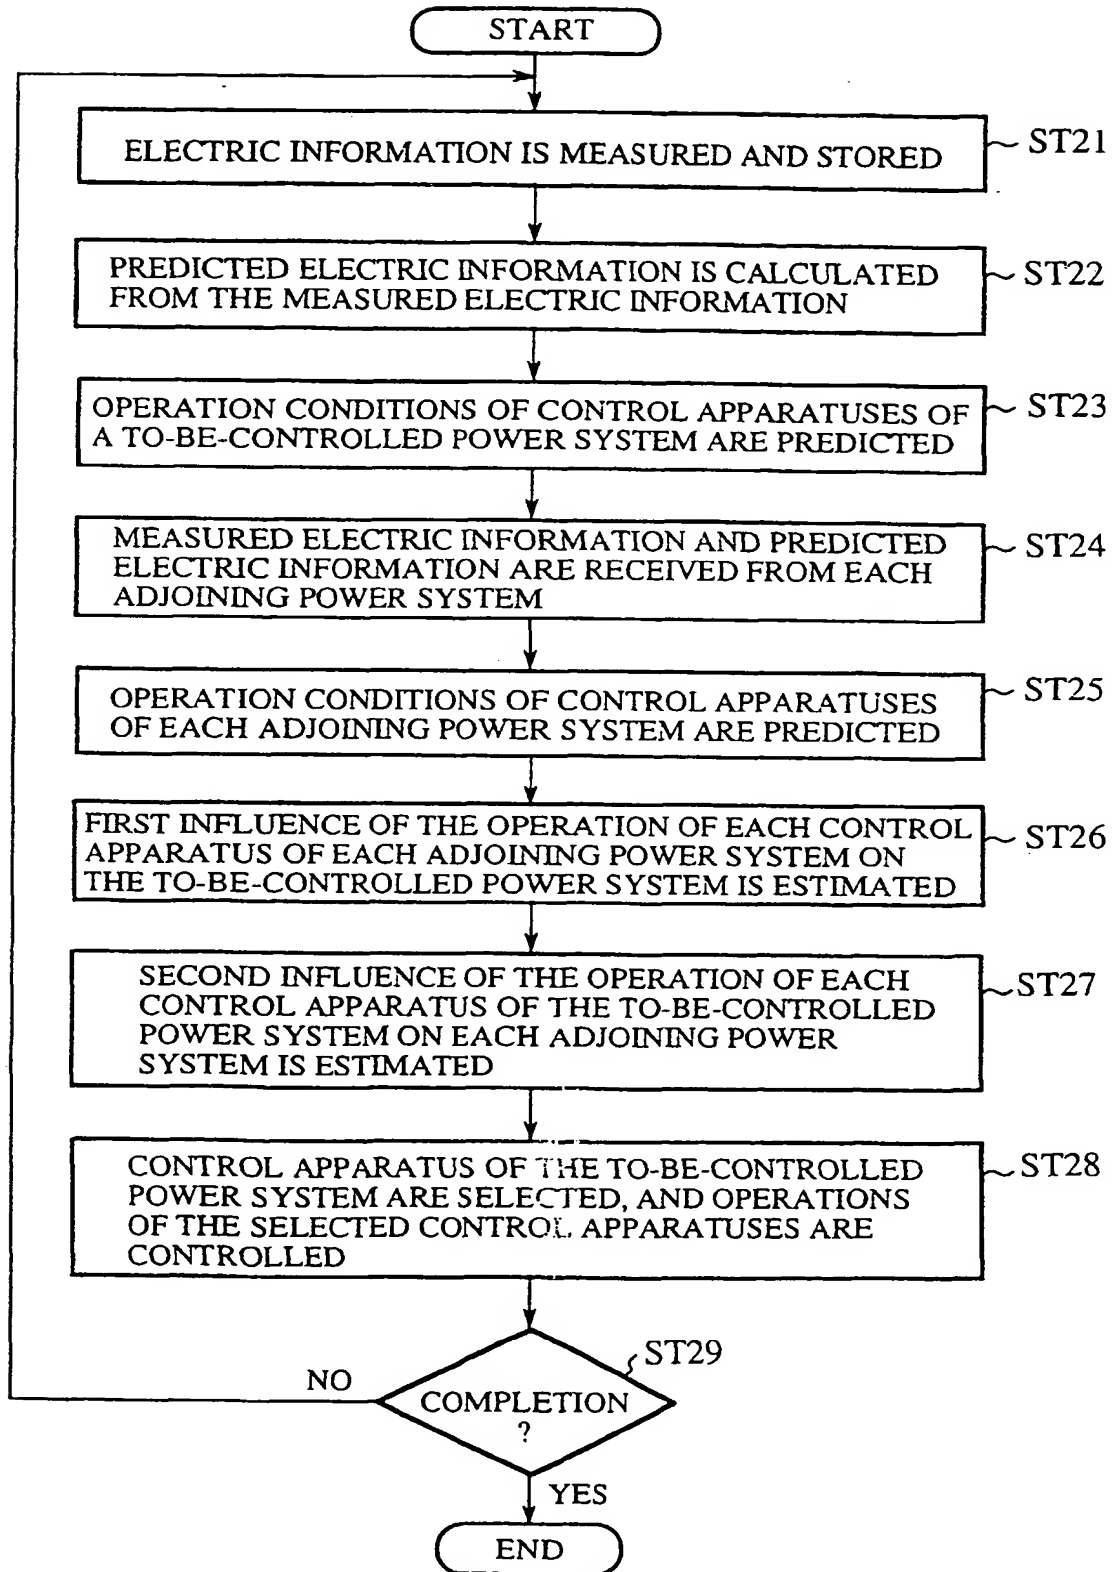 START
ELECTRIC INFORMATION IS MEASURED AND STORED
ST21
PREDICTED ELECTRIC INFORMATION IS CALCULATED
FROM THE MEASURED ELECTRIC INFORMATION
ST22
OPERATION CONDITIONS OF CONTROL APPARATUSES OF
A TO-BE-CONTROLLED POWER SYSTEM ARE PREDICTED
ST23
MEASURED ELECTRIC INFORMATION AND PREDICTED
ELECTRIC INFORMATION ARE RECEIVED FROM EACH
ADJOINING POWER SYSTEM
ST24
OPERATION CONDITIONS OF CONTROL APPARATUSES
OF EACH ADJOINING POWER SYSTEM ARE PREDICTED
ST25
FIRST INFLUENCE OF THE OPERATION OF EACH CONTROL
APPARATUS OF EACH ADJOINING POWER SYSTEM ON
THE TO-BE-CONTROLLED POWER SYSTEM IS ESTIMATED
ST26
SECOND INFLUENCE OF THE OPERATION OF EACH
CONTROL APPARATUS OF THE TO-BE-CONTROLLED
POWER SYSTEM ON EACH ADJOINING POWER
SYSTEM IS ESTIMATED
ST27
CONTROL APPARATUS OF THE TO-BE-CONTROLLED
POWER SYSTEM ARE SELECTED, AND OPERATIONS
OF THE SELECTED CONTROL APPARATUSES ARE
CONTROLLED
ST28
ST29
NO
COMPLETION
?
YES
END